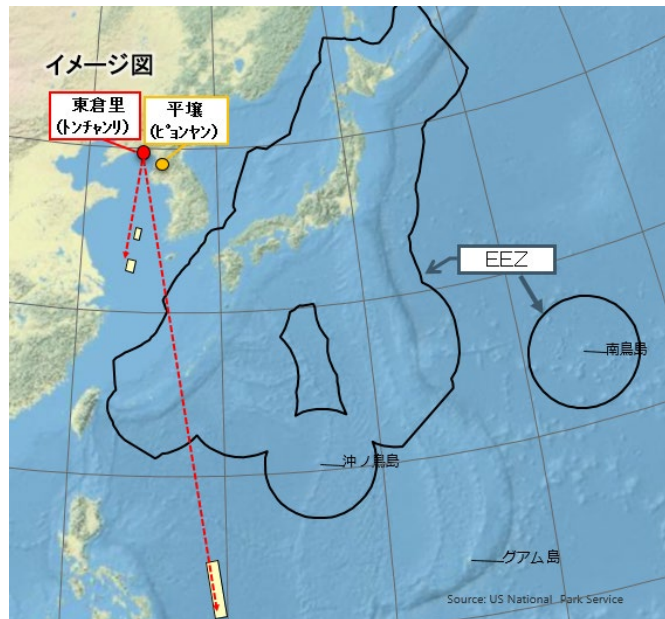 イメージ図
東倉里
(トンチャンリ)
平壌
(ピョンヤン)
EEZ
南鳥島
沖ノ鳥島
グアム島
Source: US National Park Service